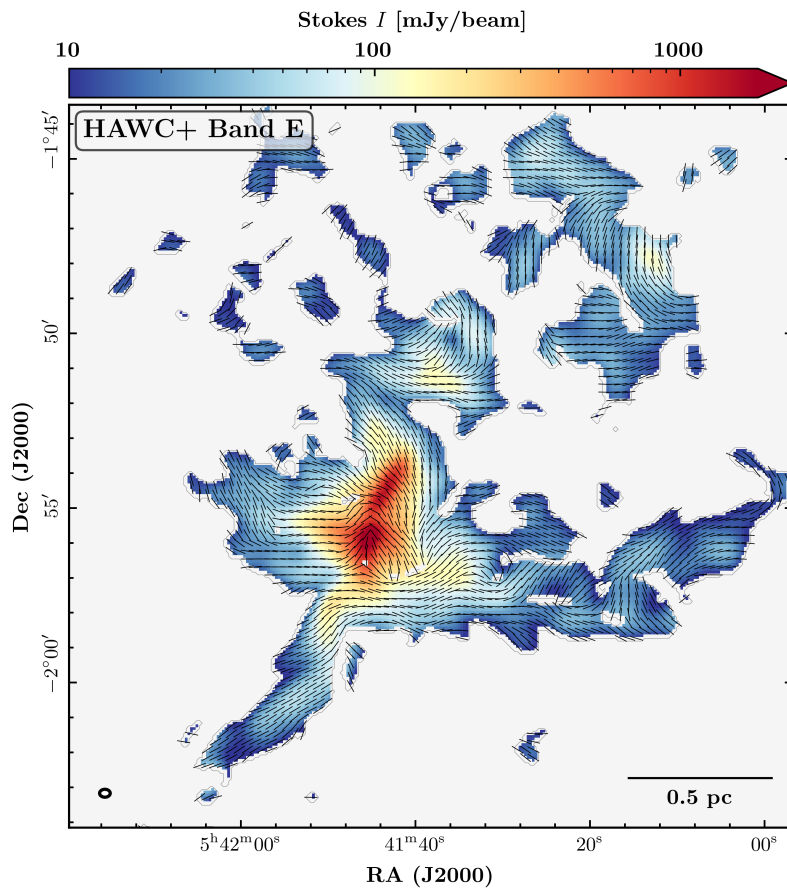 Stokes I [mJy/beam]
10 100 1000
HAWC+ Band E
−1°45′
50′
55′
−2°00′
Dec (J2000)
0.5 pc
5ʰ42ᵐ00ˢ 41ᵐ40ˢ 20ˢ 00ˢ
RA (J2000)